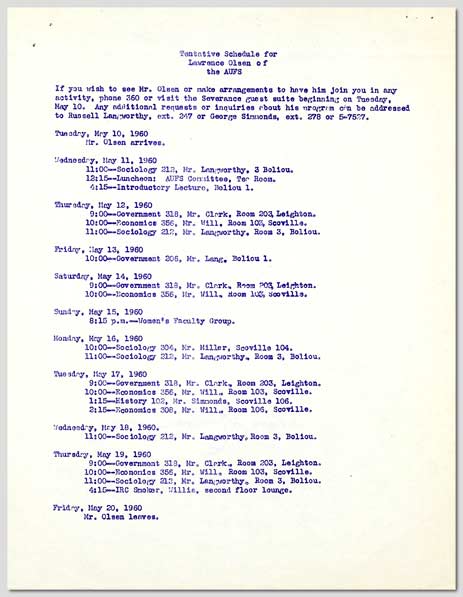 Tentative Schedule for
Lawrence Olsen of
the AUFS
If you wish to see Mr. Olsen or make arrangements to have him join you in any
activity, phone 360 or visit the Severance guest suite beginning on Tuesday,
May 10. Any additional requests or inquiries about his program can be addressed
to Russell Langworthy, ext. 247 or George Simmonds, ext. 278 or 5-7527.
Tuesday, May 10, 1960
Mr. Olsen arrives.
Wednesday, May 11, 1960
11:00--Sociology 212, Mr. Langworthy, 3 Boliou.
12:15--Luncheon: AUFS Committee, Tea Room.
4:15--Introductory Lecture, Boliou 1.
Thursday, May 12, 1960
9:00--Government 318, Mr. Clark, Room 203, Leighton.
10:00--Economics 356, Mr. Will, Room 103, Scoville.
11:00--Sociology 212, Mr. Langworthy, Room 3, Boliou.
Friday, May 13, 1960
10:00--Government 206, Mr. Lang, Boliou 1.
Saturday, May 14, 1960
9:00--Government 318, Mr. Clark, Room 203, Leighton.
10:00--Economics 356, Mr. Will, Room 103, Scoville.
Sunday, May 15, 1960
8:15 p.m.--Women's Faculty Group.
Monday, May 16, 1960
10:00--Sociology 304, Mr. Miller, Scoville 104.
11:00--Sociology 212, Mr. Langworthy, Room 3, Boliou.
Tuesday, May 17, 1960
9:00--Government 318, Mr. Clark, Room 203, Leighton.
10:00--Economics 356, Mr. Will, Room 103, Scoville.
1:15--History 102, Mr. Simmonds, Scoville 106.
2:15--Economics 308, Mr. Will, Room 106, Scoville.
Wednesday, May 18, 1960.
11:00--Sociology 212, Mr. Langworthy, Room 3, Boliou.
Thursday, May 19, 1960
9:00--Government 318, Mr. Clark, Room 203, Leighton.
10:00--Economics 356, Mr. Will, Room 103, Scoville.
11:00--Sociology 212, Mr. Langworthy, Room 3, Boliou.
4:15--IRC Smoker, Willis, second floor lounge.
Friday, May 20, 1960
Mr. Olsen leaves.